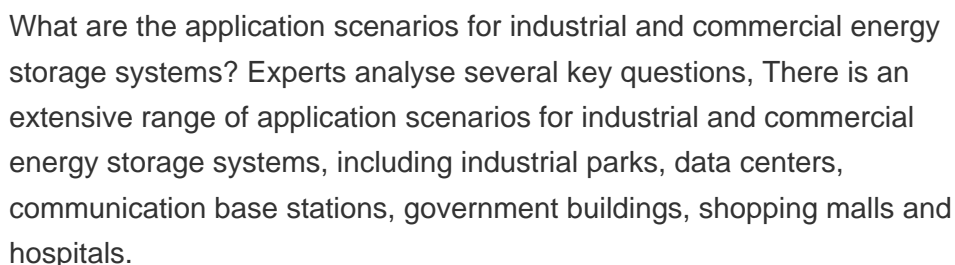 What are the application scenarios for industrial and commercial energy
storage systems? Experts analyse several key questions, There is an
extensive range of application scenarios for industrial and commercial
energy storage systems, including industrial parks, data centers,
communication base stations, government buildings, shopping malls and
hospitals.